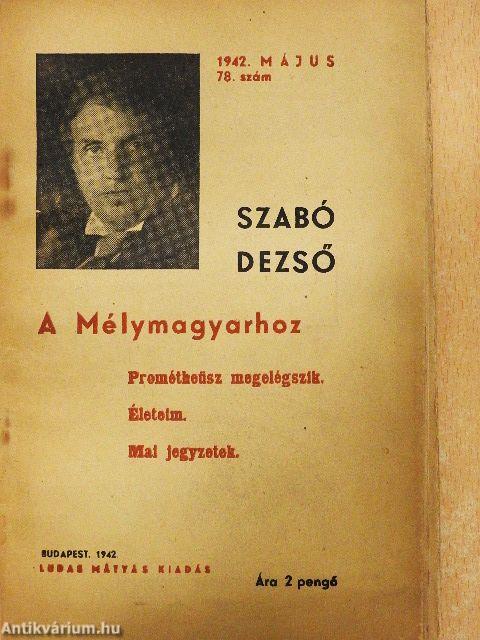 1942. MÁJUS
78. szám
SZABÓ
DEZSŐ
A Mélymagyarhoz
Prométheüsz megelégszik.
Életeim.
Mai jegyzetek.
BUDAPEST, 1942
LUDAS MÁTYÁS KIADÁS
Ára 2 pengő
Antikvárium.hu